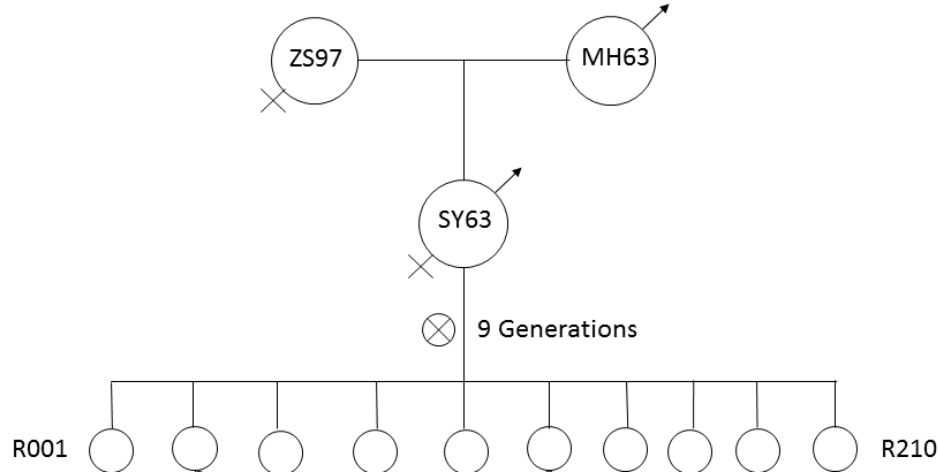 ZS97
MH63
SY63
9 Generations
R001
R210